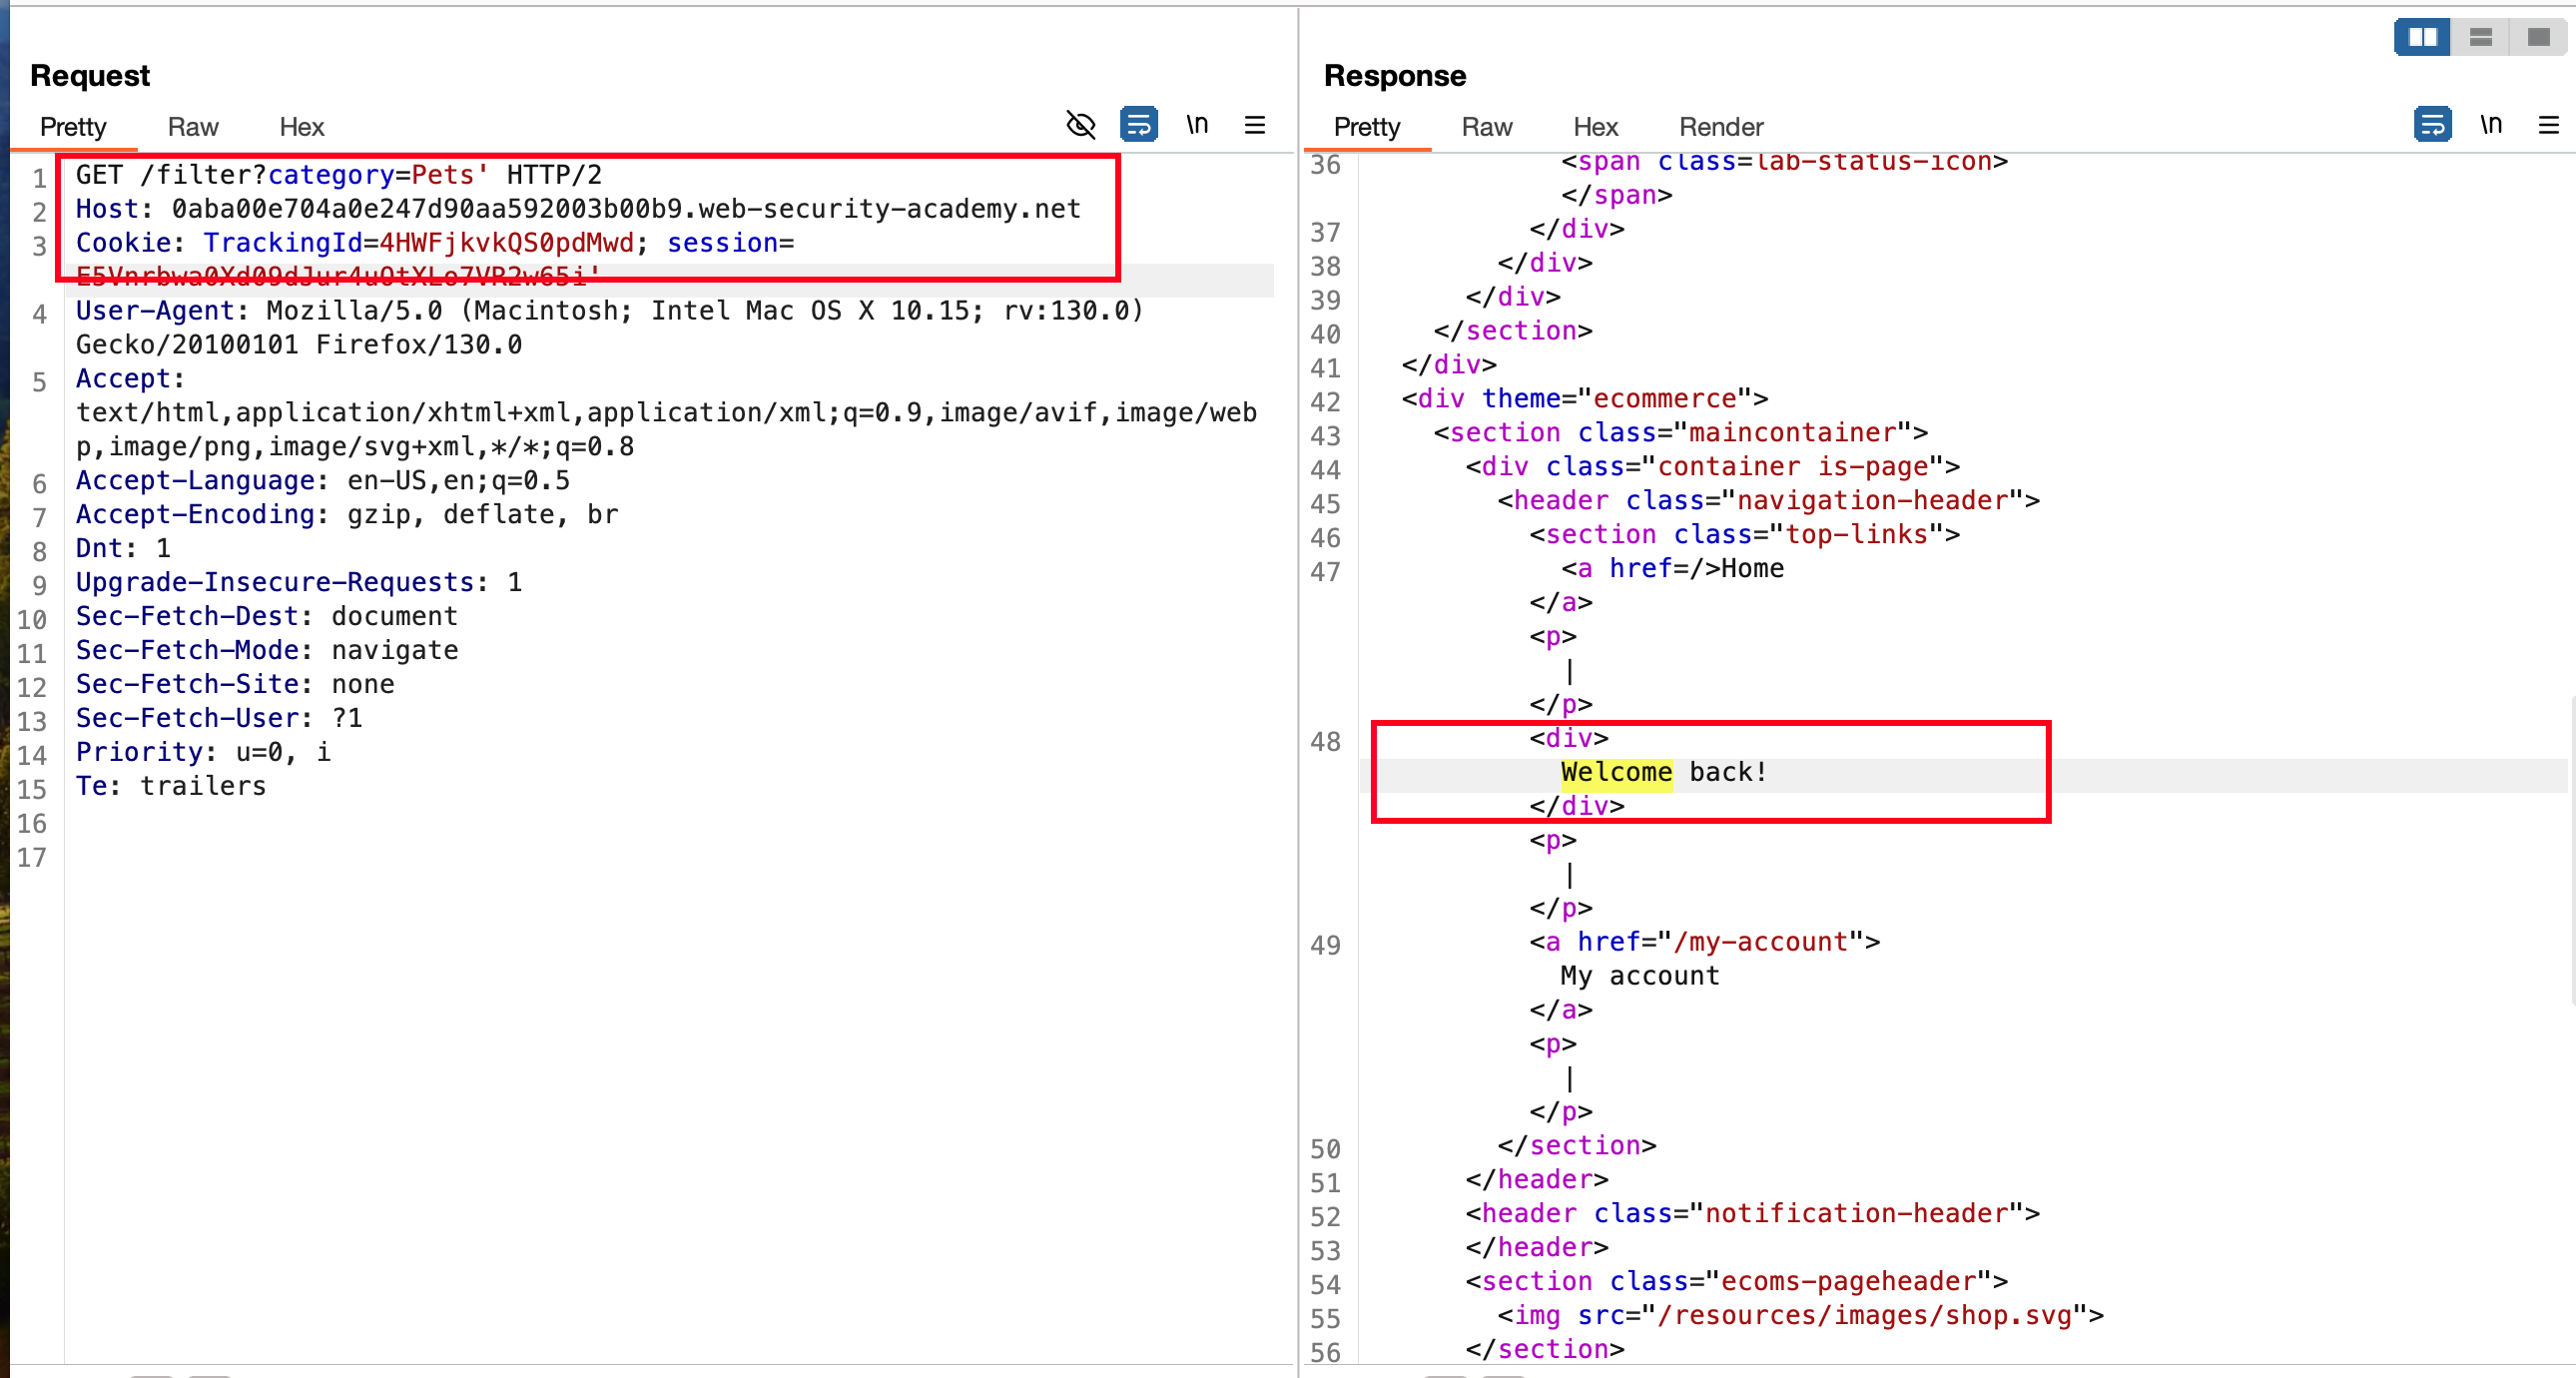 Request
Pretty Raw Hex
\n
1 GET /filter?category=Pets' HTTP/2
2 Host: 0aba00e704a0e247d90aa592003b00b9.web-security-academy.net
3 Cookie: TrackingId=4HWFjkvkQS0pdMwd; session=
4 User-Agent: Mozilla/5.0 (Macintosh; Intel Mac OS X 10.15; rv:130.0)
Gecko/20100101 Firefox/130.0
5 Accept:
text/html,application/xhtml+xml,application/xml;q=0.9,image/avif,image/web
p,image/png,image/svg+xml,*/*;q=0.8
6 Accept-Language: en-US,en;q=0.5
7 Accept-Encoding: gzip, deflate, br
8 Dnt: 1
9 Upgrade-Insecure-Requests: 1
10 Sec-Fetch-Dest: document
11 Sec-Fetch-Mode: navigate
12 Sec-Fetch-Site: none
13 Sec-Fetch-User: ?1
14 Priority: u=0, i
15 Te: trailers
16
17
Response
Pretty Raw Hex Render
\n
36 <span class=lab-status-icon>
</span>
37 </div>
38 </div>
39 </div>
40 </section>
41 </div>
42 <div theme="ecommerce">
43 <section class="maincontainer">
44 <div class="container is-page">
45 <header class="navigation-header">
46 <section class="top-links">
47 <a href=/>Home
</a>
<p>
|
</p>
48 <div>
Welcome back!
</div>
<p>
|
</p>
49 <a href="/my-account">
My account
</a>
<p>
|
</p>
50 </section>
51 </header>
52 <header class="notification-header">
53 </header>
54 <section class="ecoms-pageheader">
55 <img src="/resources/images/shop.svg">
56 </section>